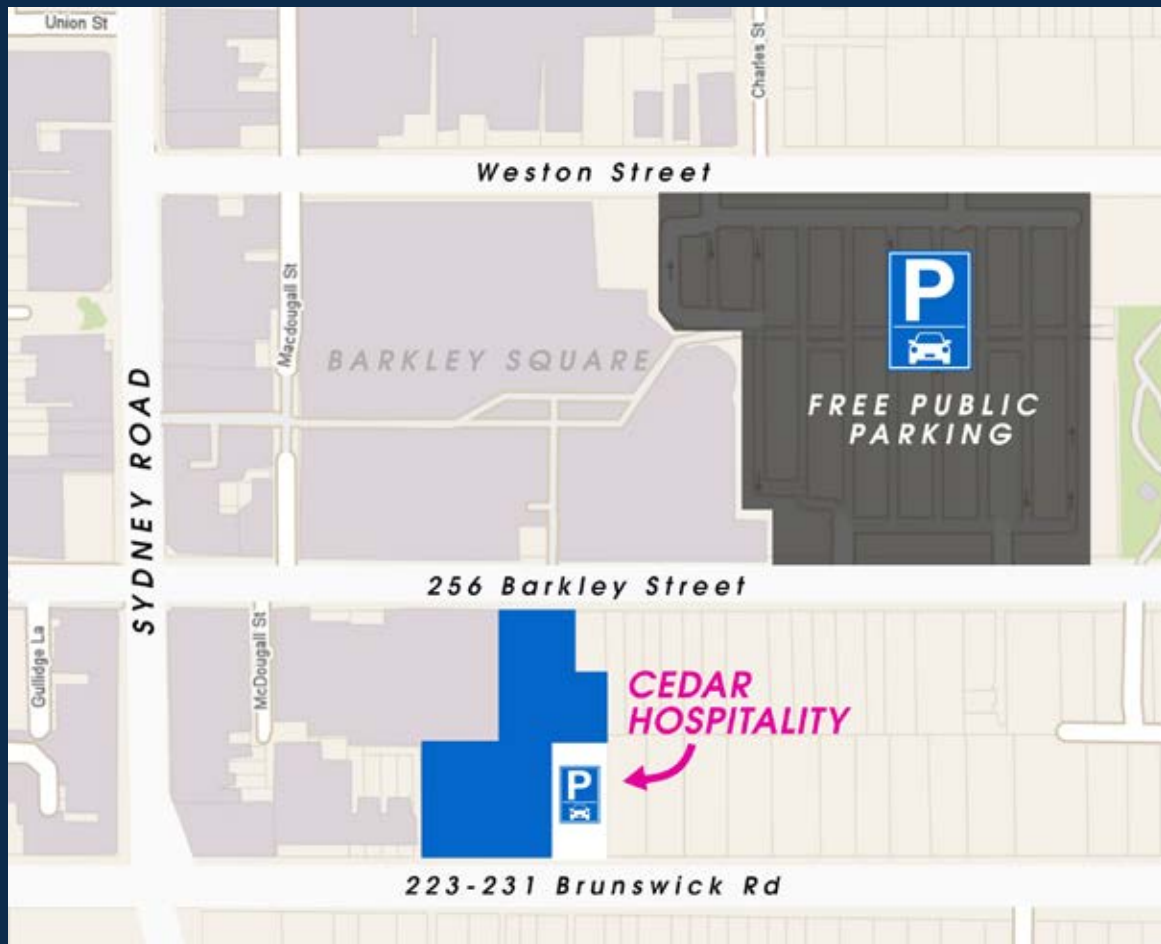 Union St
Charles St
Weston Street
Macdougall St
P
BARKLEY SQUARE
FREE PUBLIC
PARKING
SYDNEY ROAD
256 Barkley Street
Gullidge La
McDougall St
CEDAR
HOSPITALITY
P
223-231 Brunswick Rd